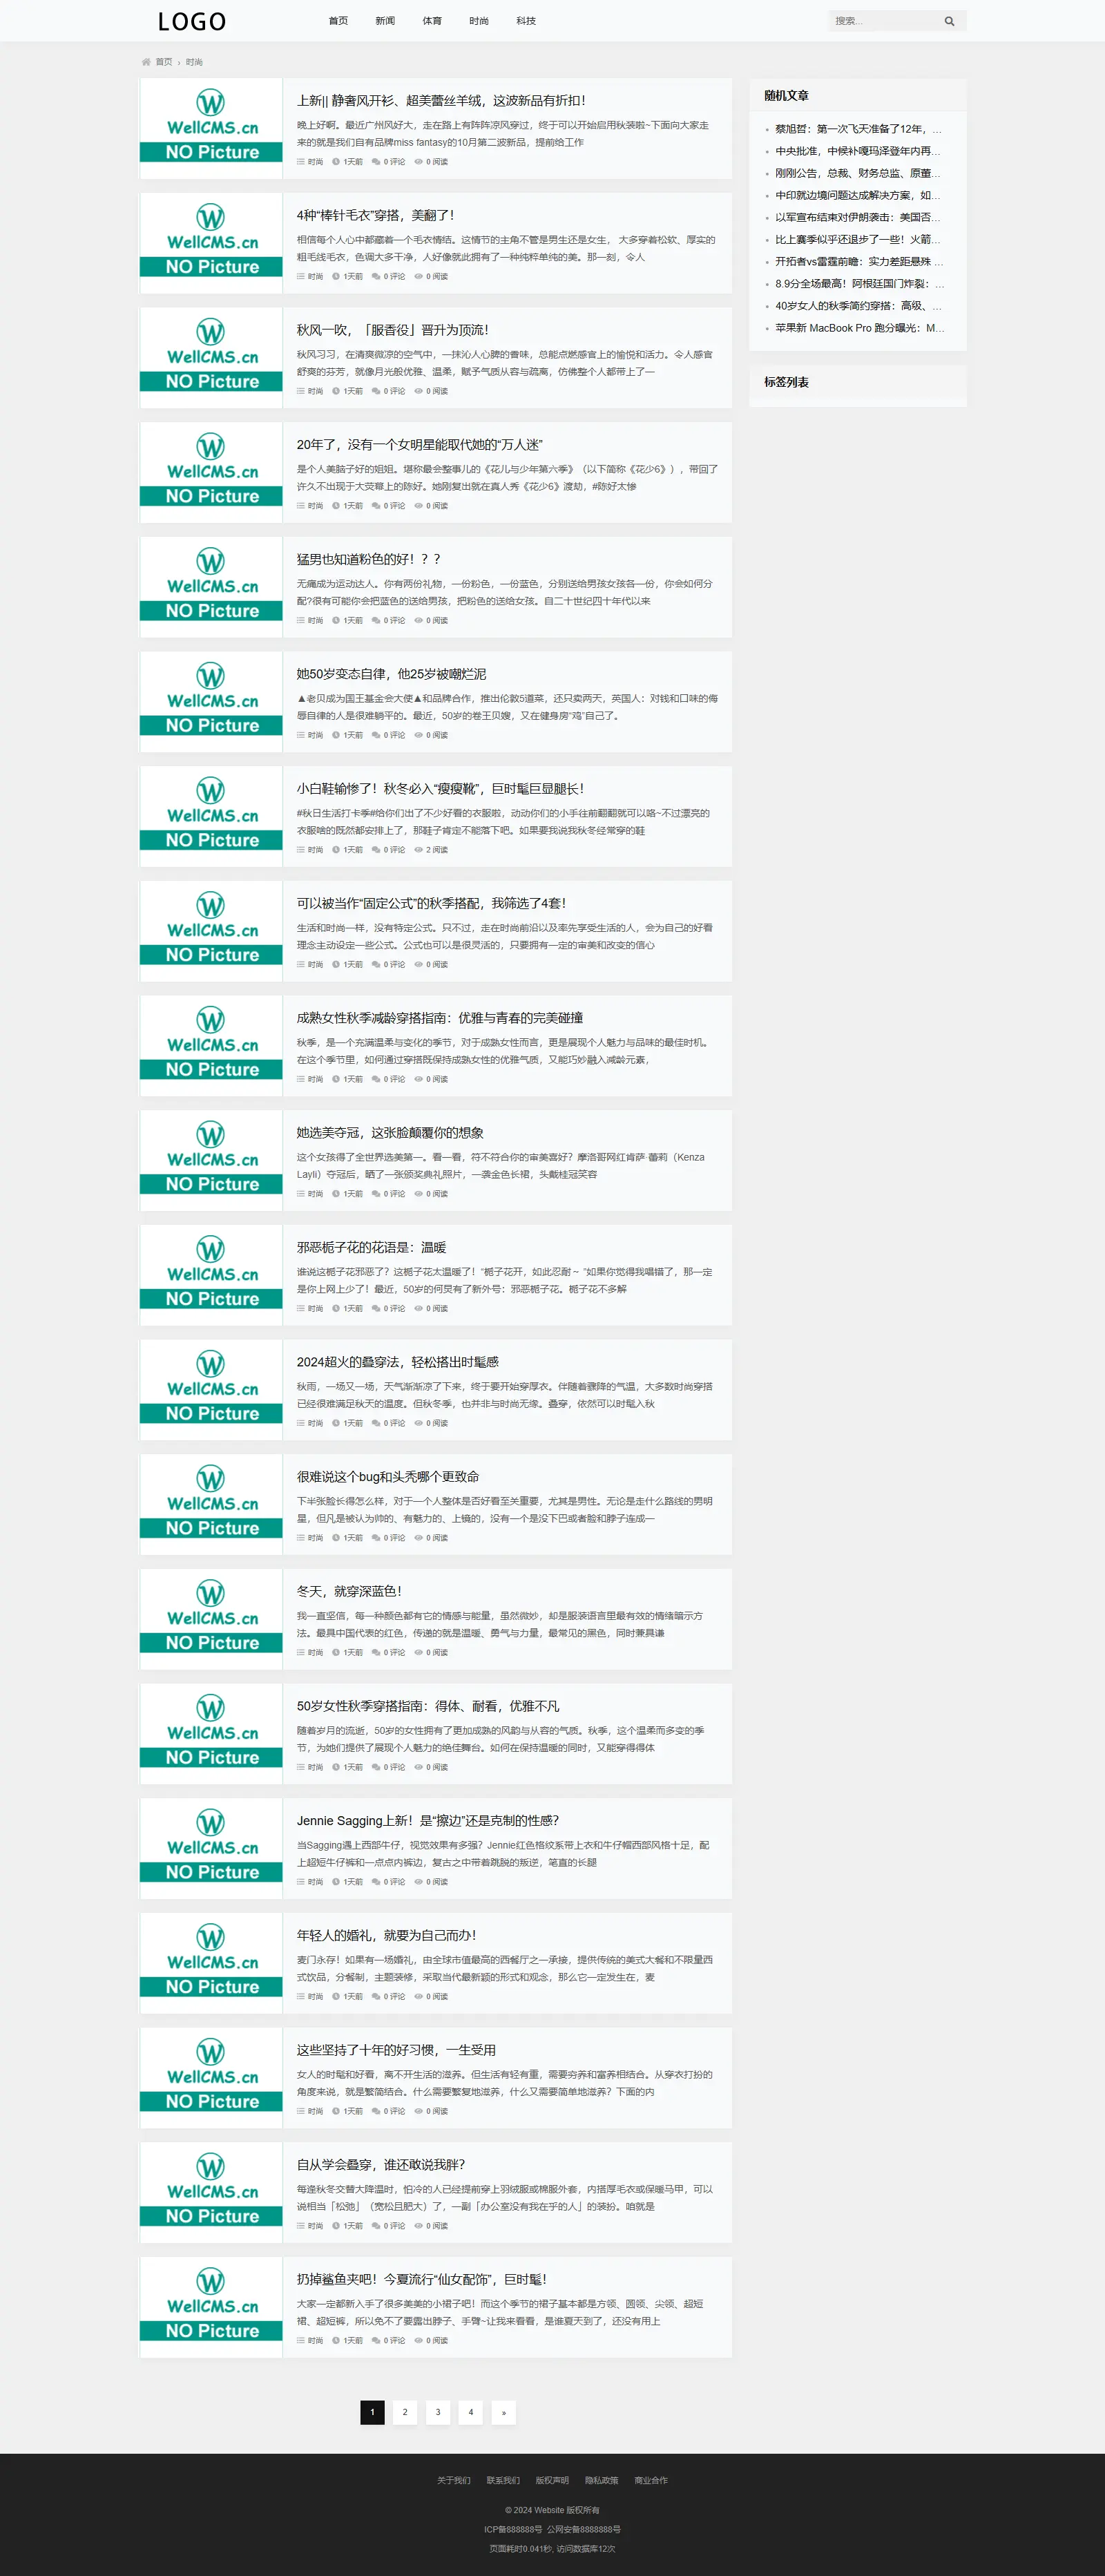 LOGO
首页
新闻
体育
时尚
科技
搜索...
首页 › 时尚
WellCMS.cn
NO Picture
上新|| 静奢风开衫、超美蕾丝羊绒，这波新品有折扣！
晚上好啊。最近广州风好大，走在路上有阵阵凉风穿过，终于可以开始启用秋装啦~下面向大家走
来的就是我们自有品牌miss fantasy的10月第二波新品，提前给工作
时尚 1天前 0 评论 0 阅读
WellCMS.cn
NO Picture
4种“棒针毛衣”穿搭，美翻了！
相信每个人心中都蕴着一个毛衣情结。这情节的主角不管是男生还是女生， 大多穿着松软、厚实的
粗毛线毛衣，色调大多干净，人好像就此拥有了一种纯粹单纯的美。那一刻，令人
时尚 1天前 0 评论 0 阅读
WellCMS.cn
NO Picture
秋风一吹，「服香役」晋升为顶流！
秋风习习，在清爽微凉的空气中，一抹沁人心脾的香味，总能点燃感官上的愉悦和活力。令人感官
舒爽的芬芳，就像月光般优雅、温柔，赋予气质从容与疏离，仿佛整个人都带上了一
时尚 1天前 0 评论 0 阅读
WellCMS.cn
NO Picture
20年了，没有一个女明星能取代她的“万人迷”
是个人美脑子好的姐姐。堪称最会整事儿的《花儿与少年第六季》（以下简称《花少6》），带回了
许久不出现于大荧幕上的陈好。她刚复出就在真人秀《花少6》渡劫，#陈好太惨
时尚 1天前 0 评论 0 阅读
WellCMS.cn
NO Picture
猛男也知道粉色的好！？？
无痛成为运动达人。你有两份礼物，一份粉色，一份蓝色，分别送给男孩女孩各一份，你会如何分
配?很有可能你会把蓝色的送给男孩，把粉色的送给女孩。自二十世纪四十年代以来
时尚 1天前 0 评论 0 阅读
WellCMS.cn
NO Picture
她50岁变态自律，他25岁被嘲烂泥
▲老贝成为国王基金会大使▲和品牌合作，推出伦敦5道菜，还只卖两天，英国人：对钱和口味的侮
辱自律的人是很难躺平的。最近，50岁的卷王贝嫂，又在健身房“鸡”自己了。
时尚 1天前 0 评论 0 阅读
WellCMS.cn
NO Picture
小白鞋输惨了！秋冬必入“瘦瘦靴”，巨时髦巨显腿长！
#秋日生活打卡季#给你们出了不少好看的衣服啦，动动你们的小手往前翻翻就可以咯~不过漂亮的
衣服啥的既然都安排上了，那鞋子肯定不能落下吧。如果要我说我秋冬经常穿的鞋
时尚 1天前 0 评论 2 阅读
WellCMS.cn
NO Picture
可以被当作“固定公式”的秋季搭配，我筛选了4套！
生活和时尚一样，没有特定公式。只不过，走在时尚前沿以及率先享受生活的人，会为自己的好看
理念主动设定一些公式。公式也可以是很灵活的，只要拥有一定的审美和改变的信心
时尚 1天前 0 评论 0 阅读
WellCMS.cn
NO Picture
成熟女性秋季减龄穿搭指南：优雅与青春的完美碰撞
秋季，是一个充满温柔与变化的季节，对于成熟女性而言，更是展现个人魅力与品味的最佳时机。
在这个季节里，如何通过穿搭既保持成熟女性的优雅气质，又能巧妙融入减龄元素，
时尚 1天前 0 评论 0 阅读
WellCMS.cn
NO Picture
她选美夺冠，这张脸颠覆你的想象
这个女孩得了全世界选美第一。看一看，符不符合你的审美喜好？摩洛哥网红肯萨·蕾莉（Kenza
Layli）夺冠后，晒了一张颁奖典礼照片，一袭金色长裙，头戴桂冠笑容
时尚 1天前 0 评论 0 阅读
WellCMS.cn
NO Picture
邪恶栀子花的花语是：温暖
谁说这栀子花邪恶了？这栀子花太温暖了！“栀子花开，如此忍耐 ~ ”如果你觉得我唱错了，那一定
是你上网上少了！最近，50岁的何炅有了新外号：邪恶栀子花。栀子花不多解
时尚 1天前 0 评论 0 阅读
WellCMS.cn
NO Picture
2024超火的叠穿法，轻松搭出时髦感
秋雨，一场又一场，天气渐渐凉了下来，终于要开始穿厚衣。伴随着骤降的气温，大多数时尚穿搭
已经很难满足秋天的温度。但秋冬季，也并非与时尚无缘。叠穿，依然可以时髦入秋
时尚 1天前 0 评论 0 阅读
WellCMS.cn
NO Picture
很难说这个bug和头秃哪个更致命
下半张脸长得怎么样，对于一个人整体是否好看至关重要，尤其是男性。无论是走什么路线的男明
星，但凡是被认为帅的、有魅力的、上镜的，没有一个是没下巴或者脸和脖子连成一
时尚 1天前 0 评论 0 阅读
WellCMS.cn
NO Picture
冬天，就穿深蓝色！
我一直坚信，每一种颜色都有它的情感与能量，虽然微妙，却是服装语言里最有效的情绪暗示方
法。最具中国代表的红色，传递的就是温暖、勇气与力量，最常见的黑色，同时兼具谦
时尚 1天前 0 评论 0 阅读
WellCMS.cn
NO Picture
50岁女性秋季穿搭指南：得体、耐看，优雅不凡
随着岁月的流逝，50岁的女性拥有了更加成熟的风韵与从容的气质。秋季，这个温柔而多变的季
节，为她们提供了展现个人魅力的绝佳舞台。如何在保持温暖的同时，又能穿得得体
时尚 1天前 0 评论 0 阅读
WellCMS.cn
NO Picture
Jennie Sagging上新！是“擦边”还是克制的性感？
当Sagging遇上西部牛仔，视觉效果有多强？Jennie红色格纹系带上衣和牛仔帽西部风格十足，配
上超短牛仔裤和一点点内裤边，复古之中带着跳脱的叛逆，笔直的长腿
时尚 1天前 0 评论 0 阅读
WellCMS.cn
NO Picture
年轻人的婚礼，就要为自己而办！
麦门永存！如果有一场婚礼，由全球市值最高的西餐厅之一承接，提供传统的美式大餐和不限量西
式饮品，分餐制，主题装修，采取当代最新颖的形式和观念，那么它一定发生在，麦
时尚 1天前 0 评论 0 阅读
WellCMS.cn
NO Picture
这些坚持了十年的好习惯，一生受用
女人的时髦和好看，离不开生活的滋养。但生活有轻有重，需要穷养和富养相结合。从穿衣打扮的
角度来说，就是繁简结合。什么需要繁复地滋养，什么又需要简单地滋养？下面的内
时尚 1天前 0 评论 0 阅读
WellCMS.cn
NO Picture
自从学会叠穿，谁还敢说我胖？
每逢秋冬交替大降温时，怕冷的人已经提前穿上羽绒服或棉服外套，内搭厚毛衣或保暖马甲，可以
说相当「松弛」（宽松且肥大）了，一副「办公室没有我在乎的人」的装扮。咱就是
时尚 1天前 0 评论 0 阅读
WellCMS.cn
NO Picture
扔掉鲨鱼夹吧！今夏流行“仙女配饰”，巨时髦！
大家一定都新入手了很多美美的小裙子吧！而这个季节的裙子基本都是方领、圆领、尖领、超短
裙、超短裤，所以免不了要露出脖子、手臂~让我来看看，是谁夏天到了，还没有用上
时尚 1天前 0 评论 0 阅读
1 2 3 4 »
随机文章
蔡旭哲：第一次飞天准备了12年，...
中央批准，中候补嘎玛泽登年内再...
刚刚公告，总裁、财务总监、原董...
中印就边境问题达成解决方案，如...
以军宣布结束对伊朗袭击：美国否...
比上赛季似乎还退步了一些！火箭...
开拓者vs雷霆前瞻：实力差距悬殊 ...
8.9分全场最高！阿根廷国门炸裂：...
40岁女人的秋季简约穿搭：高级、...
苹果新 MacBook Pro 跑分曝光：M...
标签列表
关于我们
联系我们
版权声明
隐私政策
商业合作
© 2024 Website 版权所有
ICP备888888号 公网安备8888888号
页面耗时0.041秒, 访问数据库12次